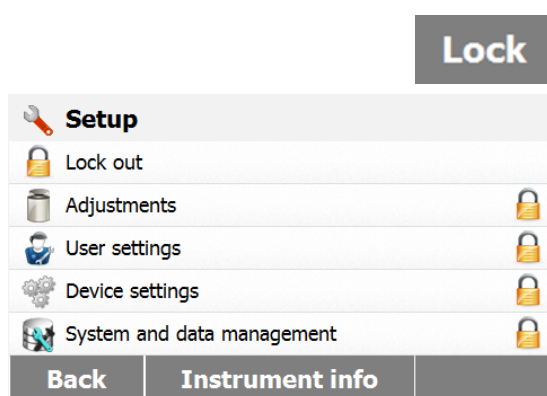 Lock
Setup
Lock out
Adjustments
User settings
Device settings
System and data management
Back Instrument info